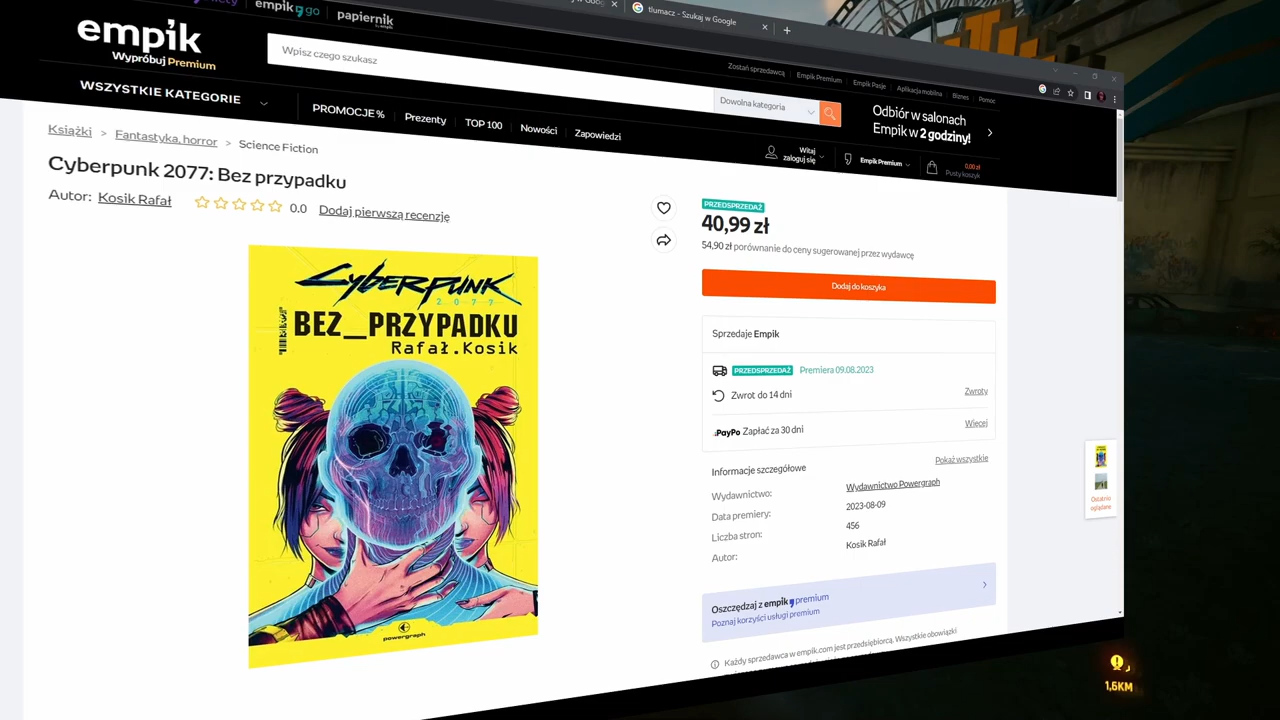 empik go
papiernik
by empik
tlumacz - Szukaj w Google
empik
Wypróbuj Premium
Wpisz czego szukasz
Dowolna kategoria
Zostań sprzedawcą
Empik Premium
Empik Pasje
Aplikacja mobilna
Biznes
Pomoc
Odbiór w salonach
Empik w 2 godziny!
WSZYSTKIE KATEGORIE
PROMOCJE %
Prezenty
TOP 100
Nowości
Zapowiedzi
Witaj
zaloguj się
Empik Premium
0,00 zł
Pusty koszyk
Książki > Fantastyka, horror > Science Fiction
Cyberpunk 2077: Bez przypadku
Autor: Kosik Rafał
0.0
Dodaj pierwszą recenzję
CYBERPUNK
2077
BEZ_PRZYPADKU
Rafał.Kosik
powergraph
PRZEDSPRZEDAŻ
40,99 zł
54,90 zł porównanie do ceny sugerowanej przez wydawcę
Dodaj do koszyka
Sprzedaje Empik
PRZEDSPRZEDAŻ Premiera 09.08.2023
Zwrot do 14 dni
Zwroty
PayPo Zapłać za 30 dni
Więcej
Informacje szczegółowe
Pokaż wszystkie
Wydawnictwo: Wydawnictwo Powergraph
Data premiery: 2023-08-09
Liczba stron: 456
Autor: Kosik Rafał
Oszczędzaj z empik premium
Poznaj korzyści usługi premium
Każdy sprzedawca w empik.com jest przedsiębiorcą. Wszystkie obowiązki
Ostatnio
oglądane
1,6KM